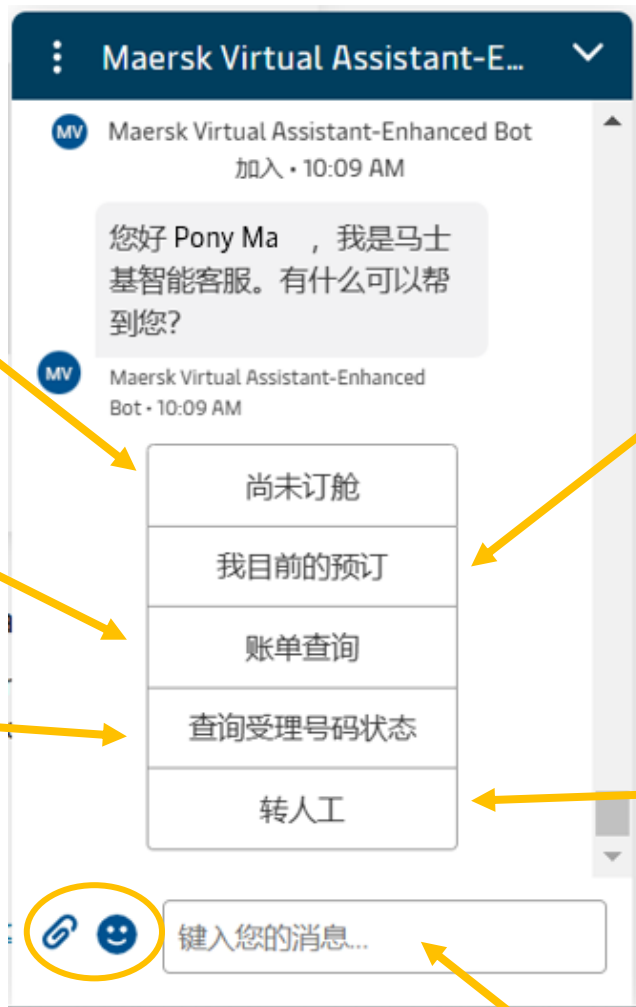 Maersk Virtual Assistant-E...
MV
Maersk Virtual Assistant-Enhanced Bot
加入 • 10:09 AM
您好 Pony Ma ，我是马士
基智能客服。有什么可以帮
到您?
MV
Maersk Virtual Assistant-Enhanced
Bot • 10:09 AM
尚未订舱
我目前的预订
账单查询
查询受理号码状态
转人工
键入您的消息...